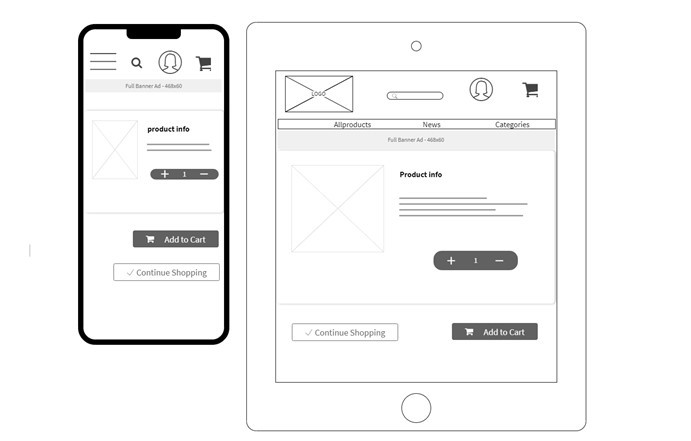 Full Banner Ad - 468x60
product info
+ 1 −
Add to Cart
Continue Shopping
LOGO
Allproducts News Categories
Full Banner Ad - 468x60
Product info
+ 1 −
Continue Shopping Add to Cart